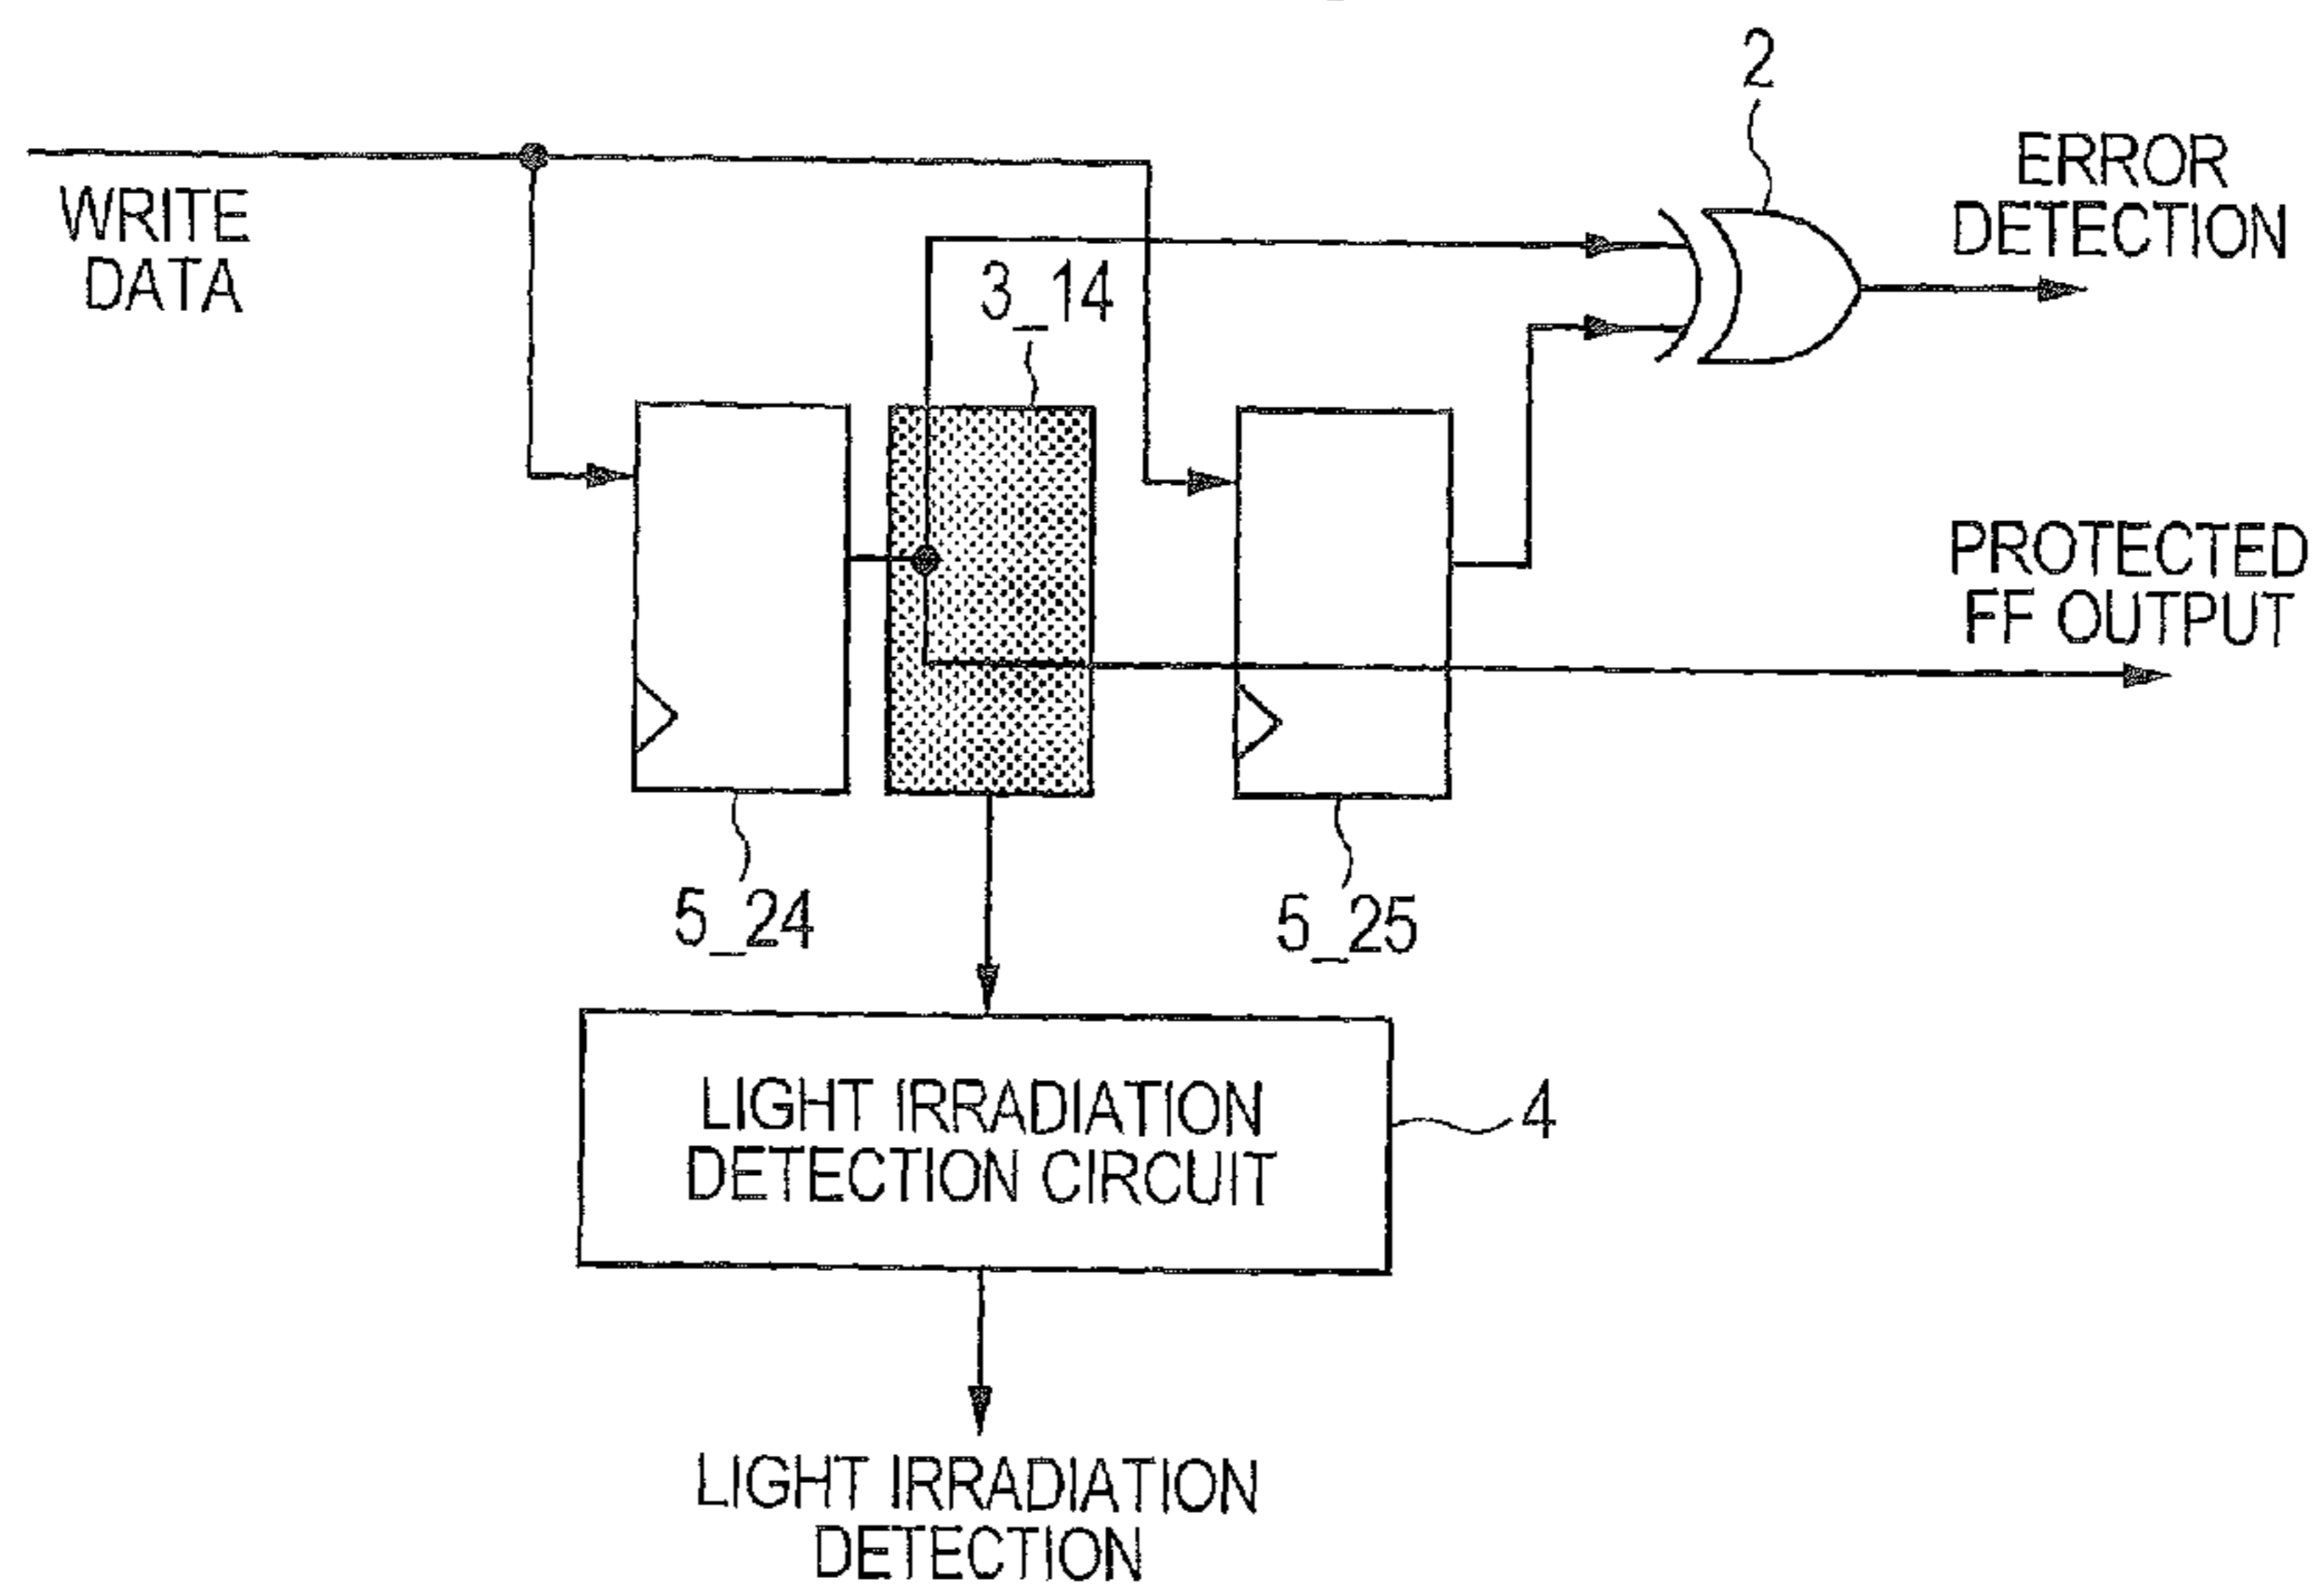 2
ERROR
DETECTION
WRITE
DATA
3_14
PROTECTED
FF OUTPUT
5_24
5_25
LIGHT IRRADIATION
DETECTION CIRCUIT
4
LIGHT IRRADIATION
DETECTION